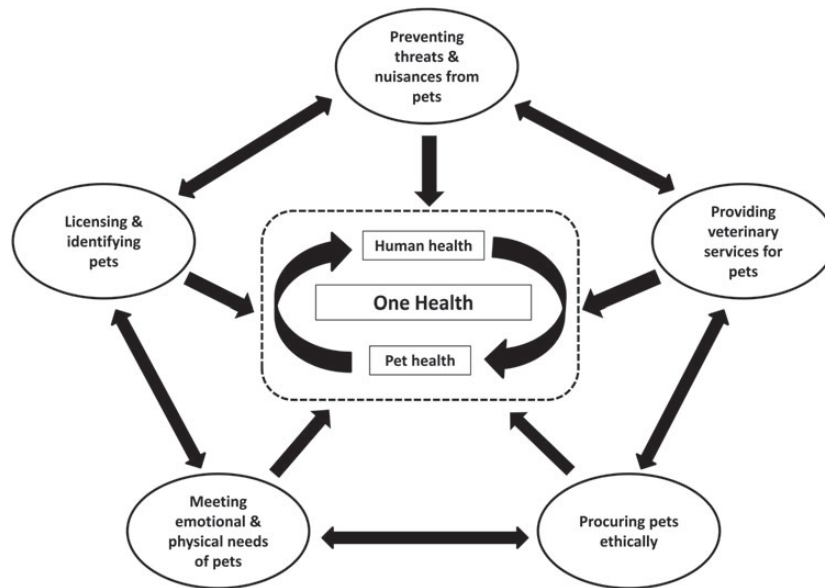 Preventing
threats &
nuisances from
pets
Licensing &
identifying
pets
Providing
veterinary
services for
pets
Human health
One Health
Pet health
Meeting
emotional &
physical needs
of pets
Procuring pets
ethically